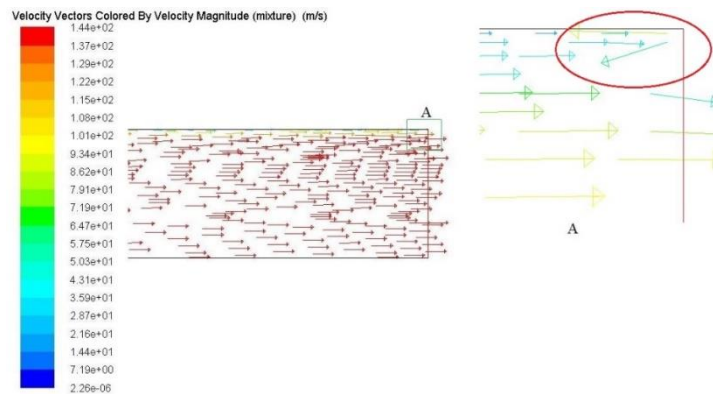 Velocity Vectors Colored By Velocity Magnitude (mixture) (m/s)
1.44e+02
1.37e+02
1.29e+02
1.22e+02
1.15e+02
1.08e+02
1.01e+02
9.34e+01
8.62e+01
7.91e+01
7.19e+01
6.47e+01
5.75e+01
5.03e+01
4.31e+01
3.59e+01
2.87e+01
2.16e+01
1.44e+01
7.19e+00
2.26e-06
A
A